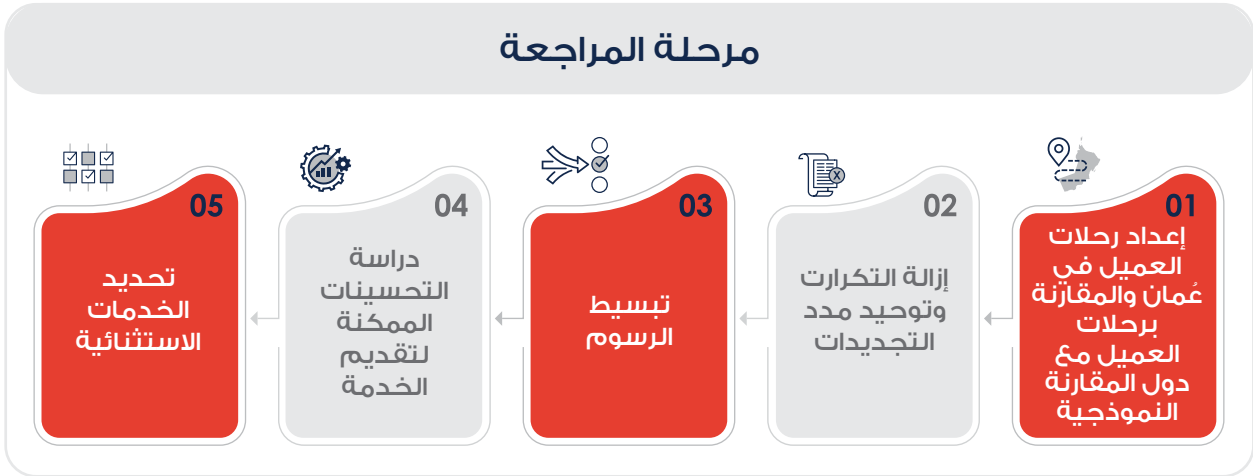 مرحلة المراجعة
01
إعداد رحلات
العميل في
عُمان والمقارنة
برحلات
العميل مع
دول المقارنة
النموذجية
02
إزالة التكرارت
وتوحيد مدد
التجديدات
03
تبسيط
الرسوم
04
دراسة
التحسينات
الممكنة
لتقديم
الخدمة
05
تحديد
الخدمات
الاستثنائية